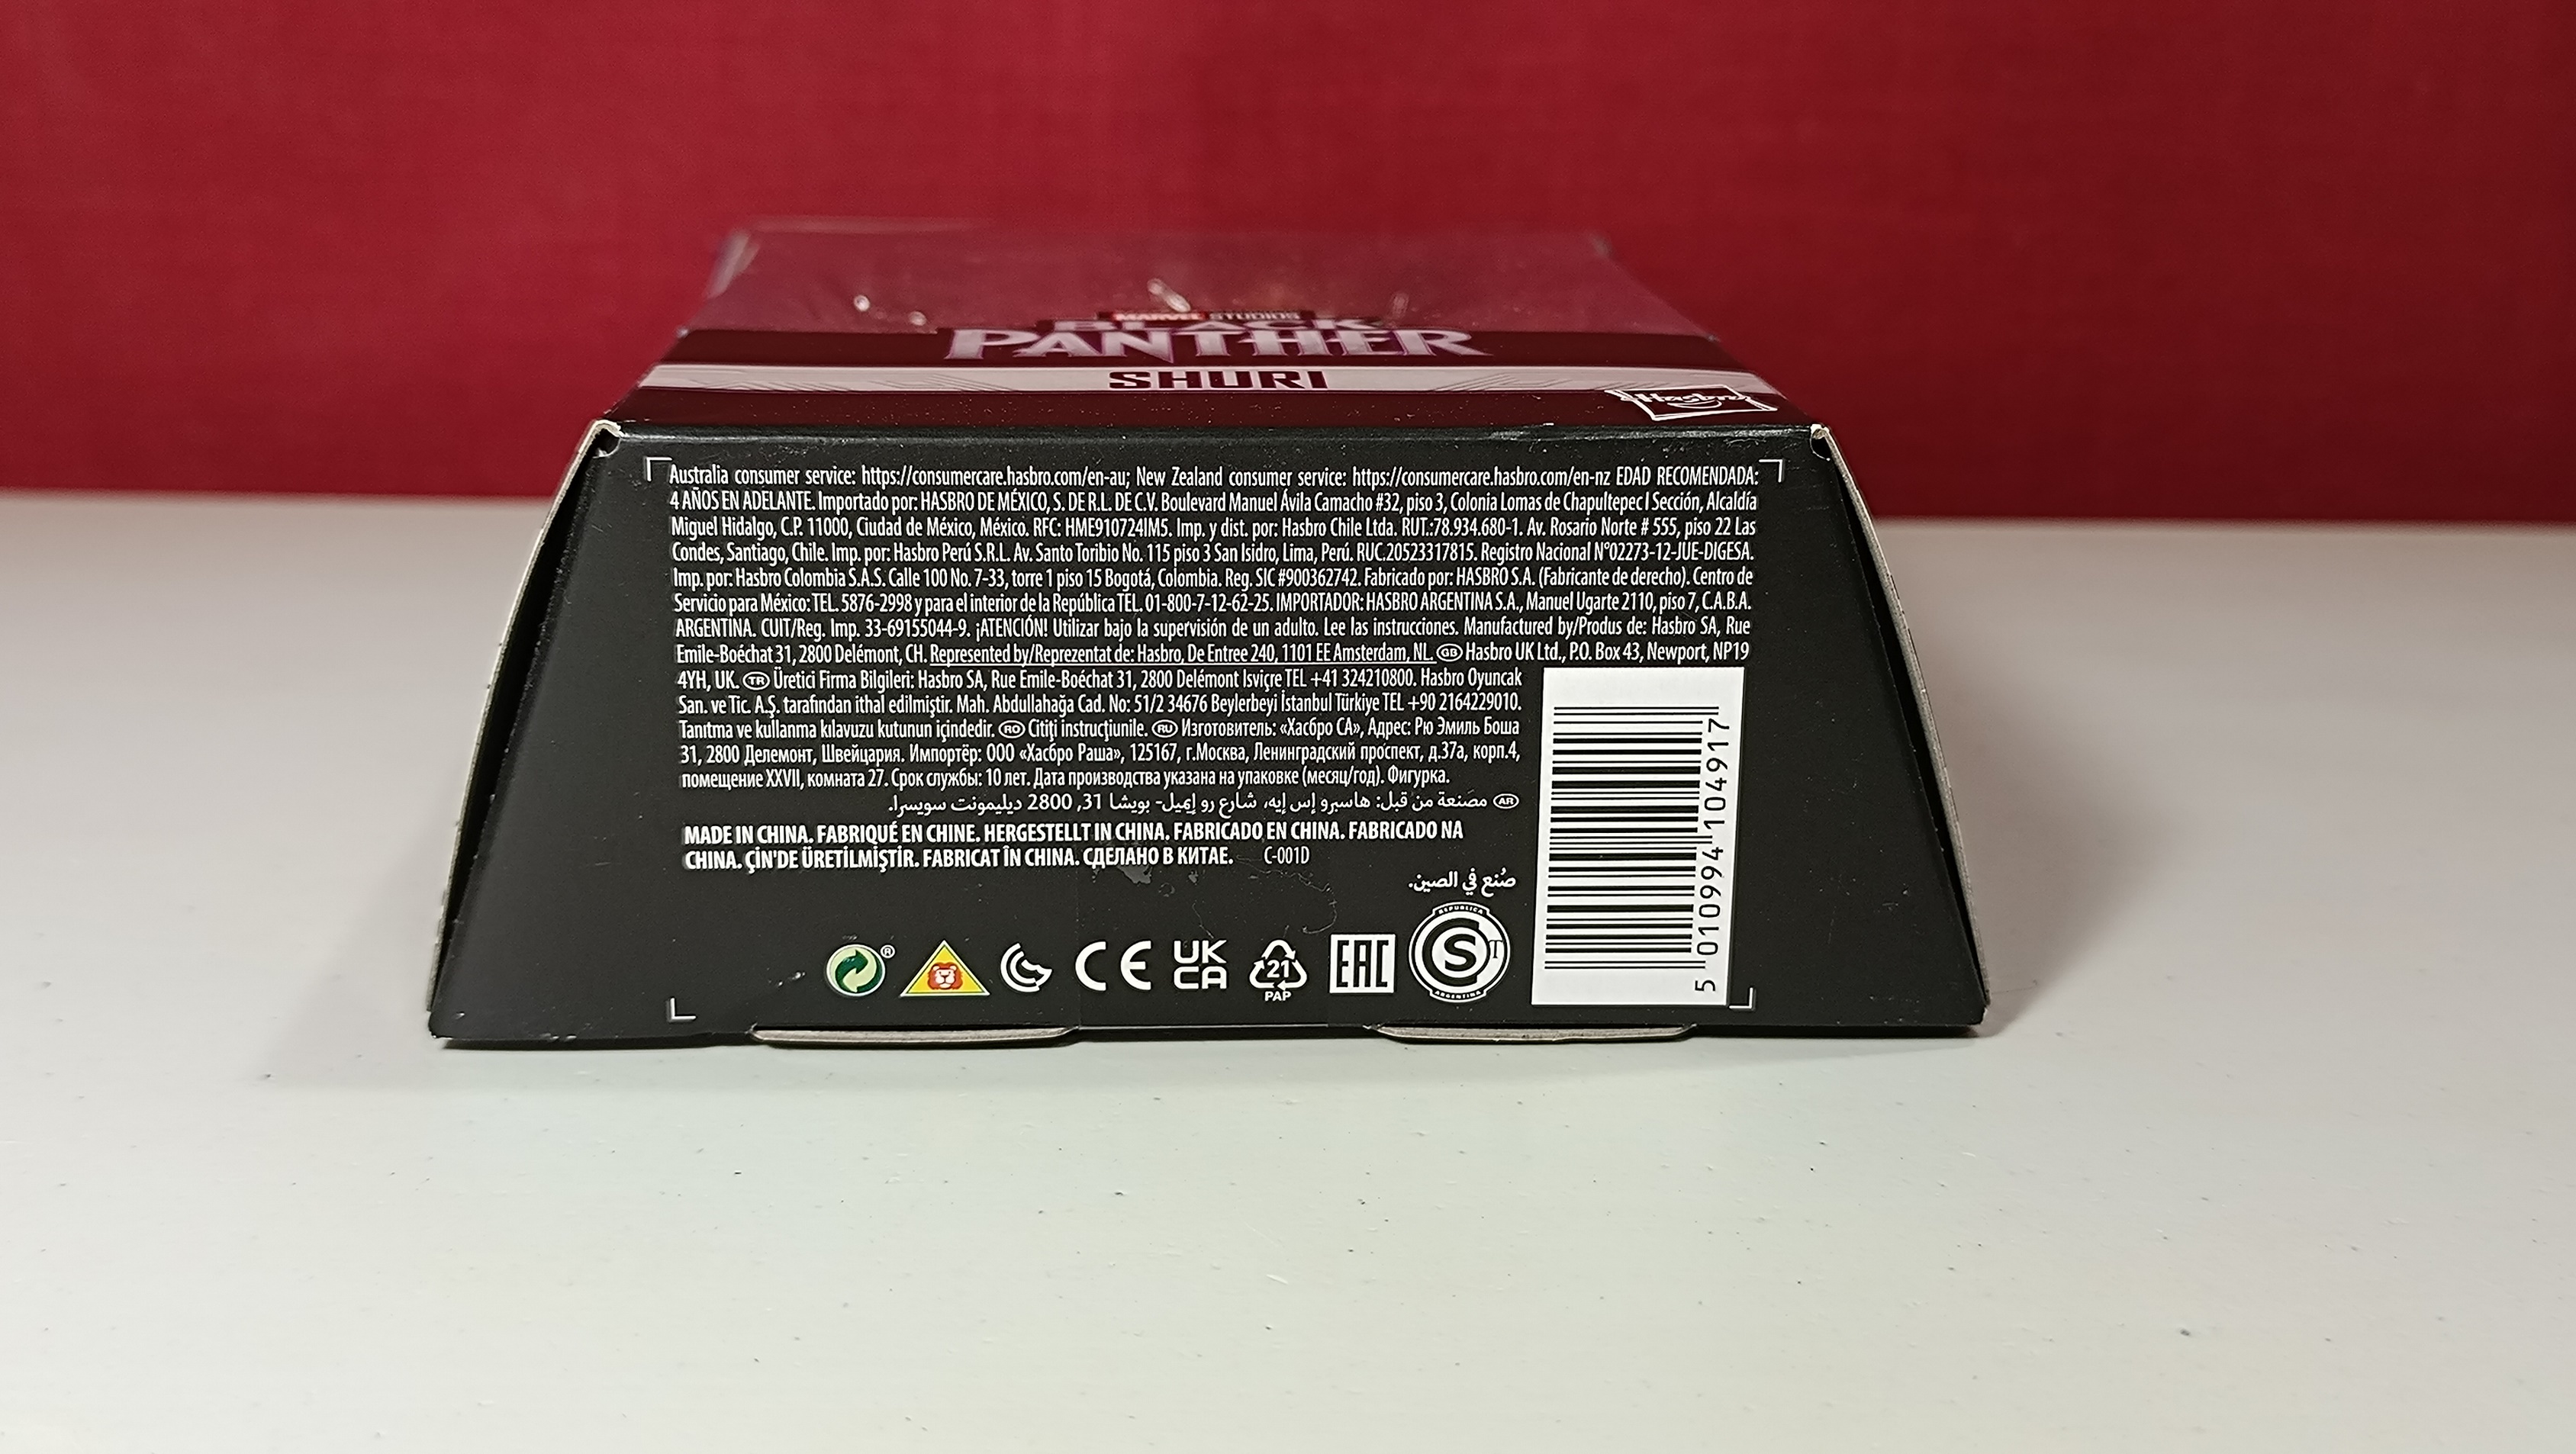 MARVEL STUDIOS
BLACK
PANTHER
SHURI
Hasbro
Australia consumer service: https://consumercare.hasbro.com/en-au; New Zealand consumer service: https://consumercare.hasbro.com/en-nz EDAD RECOMENDADA:
4 AÑOS EN ADELANTE. Importado por: HASBRO DE MÉXICO, S. DE R.L. DE C.V. Boulevard Manuel Ávila Camacho #32, piso 3, Colonia Lomas de Chapultepec I Sección, Alcaldía
Miguel Hidalgo, C.P. 11000, Ciudad de México, México. RFC: HME910724IM5. Imp. y dist. por: Hasbro Chile Ltda. RUT.:78.934.680-1. Av. Rosario Norte # 555, piso 22 Las
Condes, Santiago, Chile. Imp. por: Hasbro Perú S.R.L. Av. Santo Toribio No. 115 piso 3 San Isidro, Lima, Perú. RUC.20523317815. Registro Nacional N°02273-12-JUE-DIGESA.
Imp. por: Hasbro Colombia S.A.S. Calle 100 No. 7-33, torre 1 piso 15 Bogotá, Colombia. Reg. SIC #900362742. Fabricado por: HASBRO S.A. (Fabricante de derecho). Centro de
Servicio para México: TEL. 5876-2998 y para el interior de la República TEL. 01-800-7-12-62-25. IMPORTADOR: HASBRO ARGENTINA S.A., Manuel Ugarte 2110, piso 7, C.A.B.A.
ARGENTINA. CUIT/Reg. Imp. 33-69155044-9. ¡ATENCIÓN! Utilizar bajo la supervisión de un adulto. Lee las instrucciones. Manufactured by/Produs de: Hasbro SA, Rue
Emile-Boéchat 31, 2800 Delémont, CH. Represented by/Reprezentat de: Hasbro, De Entree 240, 1101 EE Amsterdam, NL. GB Hasbro UK Ltd., P.O. Box 43, Newport, NP19
4YH, UK. TR Üretici Firma Bilgileri: Hasbro SA, Rue Emile-Boéchat 31, 2800 Delémont Isviçre TEL +41 324210800. Hasbro Oyuncak
San. ve Tic. A.Ş. tarafından ithal edilmiştir. Mah. Abdullahağa Cad. No: 51/2 34676 Beylerbeyi İstanbul Türkiye TEL +90 2164229010.
Tanıtma ve kullanma kılavuzu kutunun içindedir. RO Citiţi instrucţiunile. RU Изготовитель: «Хасбро СА», Адрес: Рю Эмиль Боша
31, 2800 Делемонт, Швейцария. Импортёр: ООО «Хасбро Раша», 125167, г.Москва, Ленинградский проспект, д.37а, корп.4,
помещение XXVII, комната 27. Срок службы: 10 лет. Дата производства указана на упаковке (месяц/год). Фигурка.
AR مصنعة من قبل: هاسبرو إس إيه، شارع رو إيميل- بويشا 31, 2800 ديليمونت سويسرا.
MADE IN CHINA. FABRIQUÉ EN CHINE. HERGESTELLT IN CHINA. FABRICADO EN CHINA. FABRICADO NA
CHINA. ÇİN'DE ÜRETİLMİŞTİR. FABRICAT ÎN CHINA. СДЕЛАНО В КИТАЕ. C-001D
صُنع في الصين.
® CE UK CA 21 PAP EAC REPUBLICA S T ARGENTINA
5 010994 104917